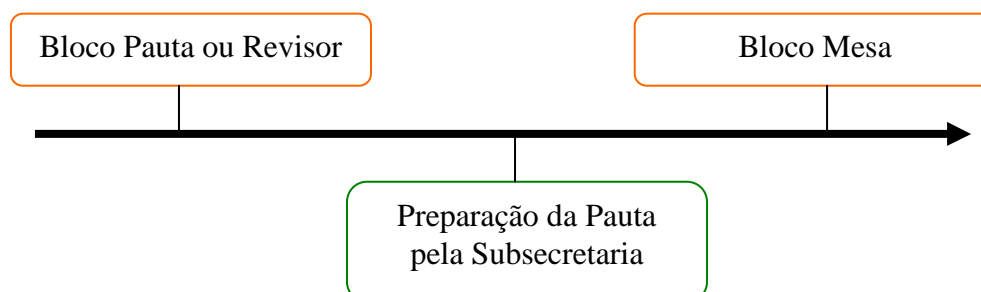 Bloco Pauta ou Revisor
Bloco Mesa
Preparação da Pauta
pela Subsecretaria